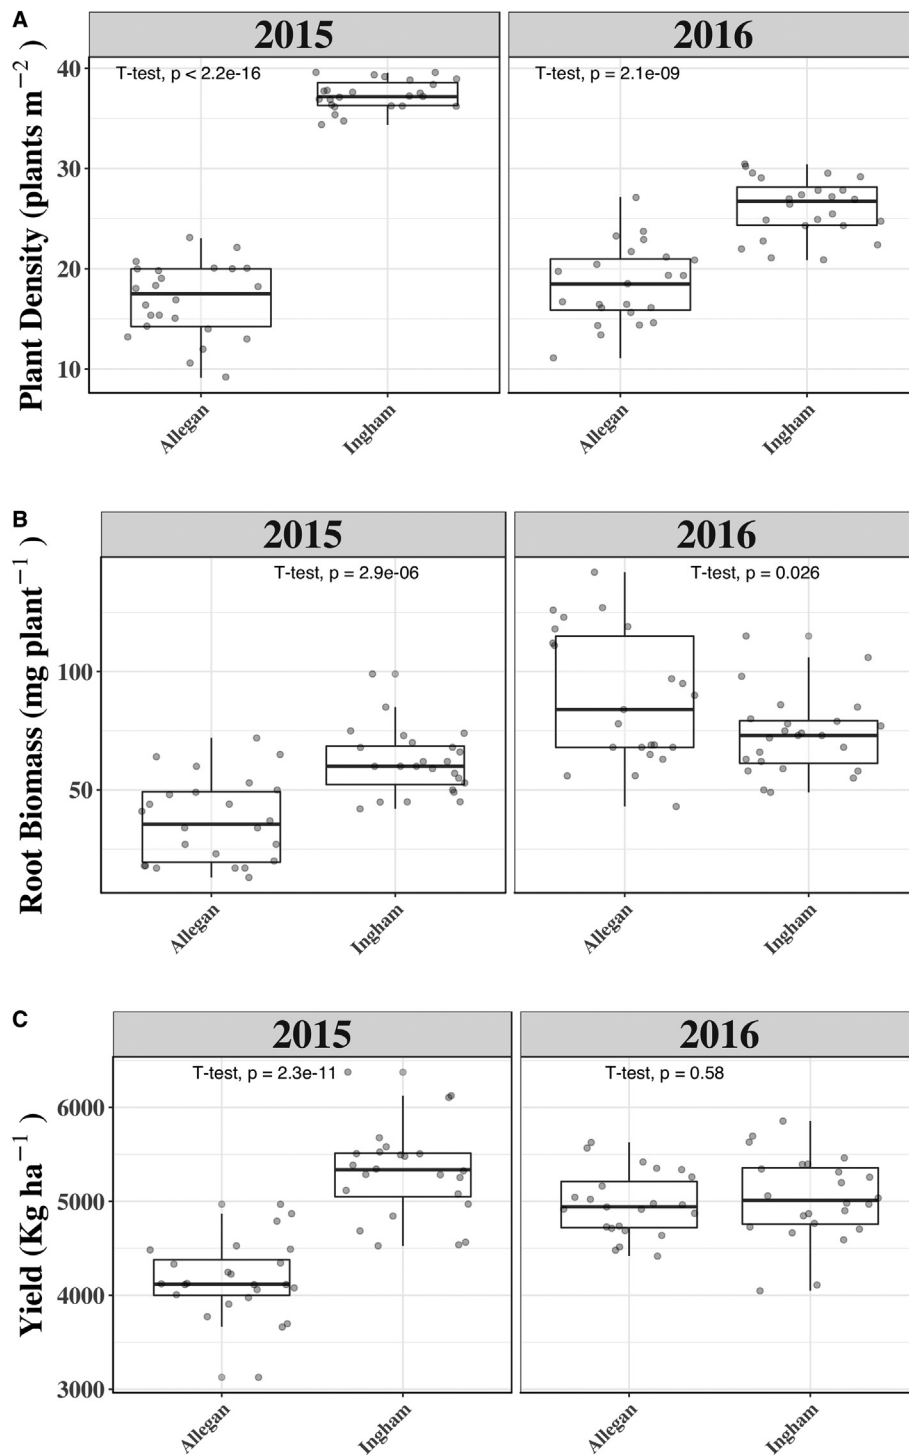 A
2015
2016
Plant Density (plants m⁻²)
T-test, p < 2.2e-16
T-test, p = 2.1e-09
40
30
20
10
Allegan
Ingham
Allegan
Ingham
B
2015
2016
Root Biomass (mg plant⁻¹)
T-test, p = 2.9e-06
T-test, p = 0.026
100
50
Allegan
Ingham
Allegan
Ingham
C
2015
2016
Yield (Kg ha⁻¹)
T-test, p = 2.3e-11
T-test, p = 0.58
6000
5000
4000
3000
Allegan
Ingham
Allegan
Ingham